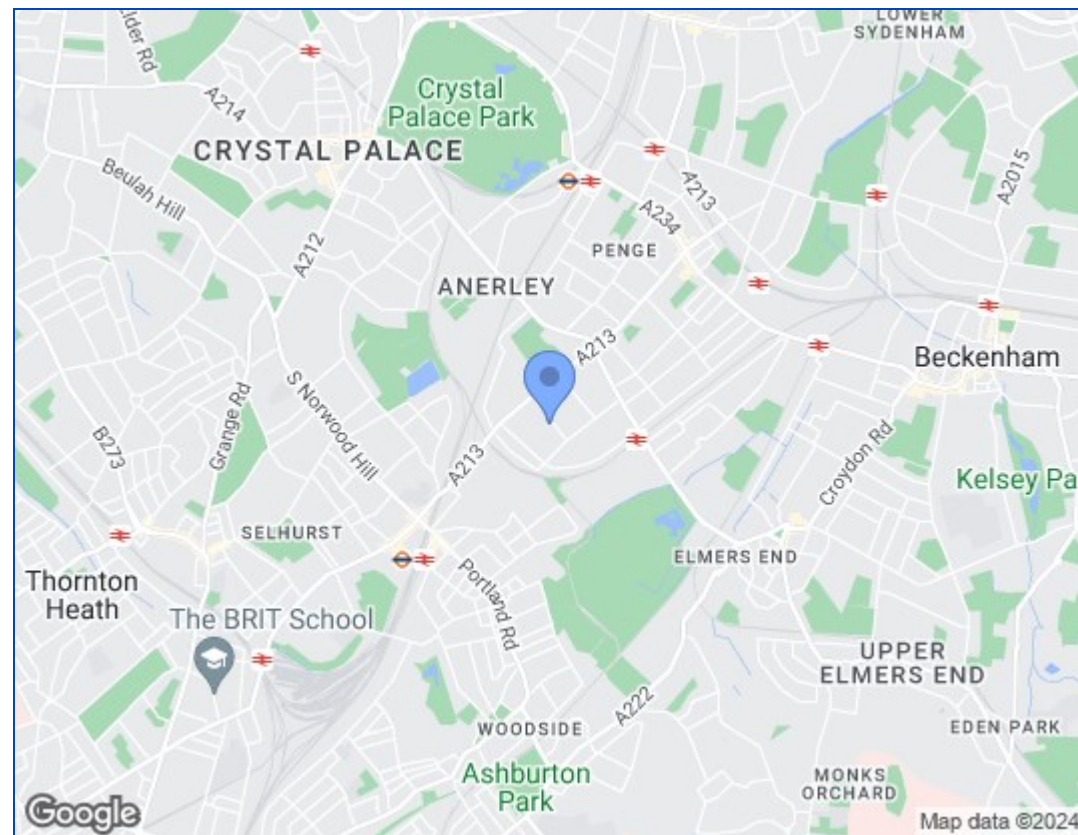 LOWER
SYDENHAM
Elder Rd
A214
Crystal
Palace Park
CRYSTAL PALACE
Beulah Hill
A213
A2015
A234
A212
PENGE
ANERLEY
A213
Beckenham
S Norwood Hill
Grange Rd
B273
A213
Croydon Rd
Kelsey Pa
SELHURST
ELMERS END
Thornton
Heath
Portland Rd
The BRIT School
UPPER
ELMERS END
A222
WOODSIDE
EDEN PARK
Ashburton
Park
MONKS
ORCHARD
Google
Map data ©2024